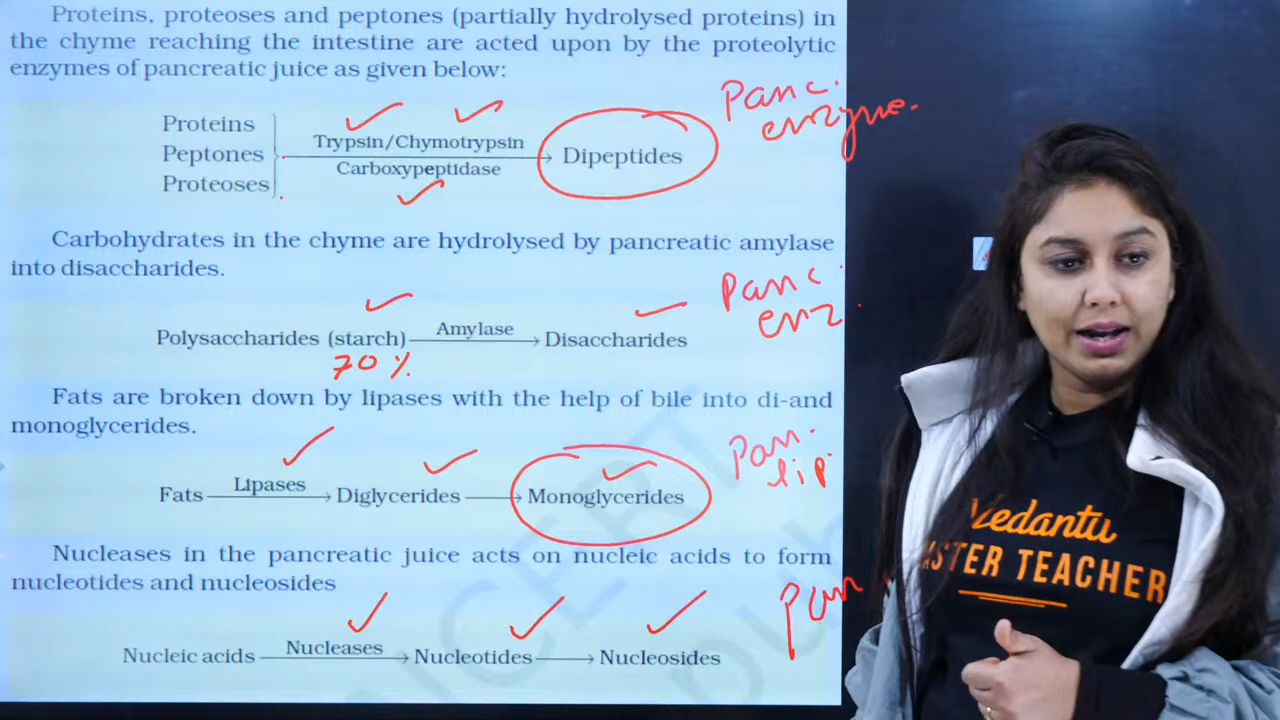 Proteins, proteoses and peptones (partially hydrolysed proteins) in
the chyme reaching the intestine are acted upon by the proteolytic
enzymes of pancreatic juice as given below:
Panc.
enzyme.
Proteins
Peptones
Proteoses
Trypsin/Chymotrypsin
Carboxypeptidase
Dipeptides
Carbohydrates in the chyme are hydrolysed by pancreatic amylase
into disaccharides.
Panc.
enz.
Polysaccharides (starch) Amylase Disaccharides
70 %
Fats are broken down by lipases with the help of bile into di-and
monoglycerides.
Pan.
lip.
Fats Lipases Diglycerides Monoglycerides
Nucleases in the pancreatic juice acts on nucleic acids to form
nucleotides and nucleosides
Pan
Nucleic acids Nucleases Nucleotides Nucleosides
NCERT
Vedantu
MASTER TEACHER